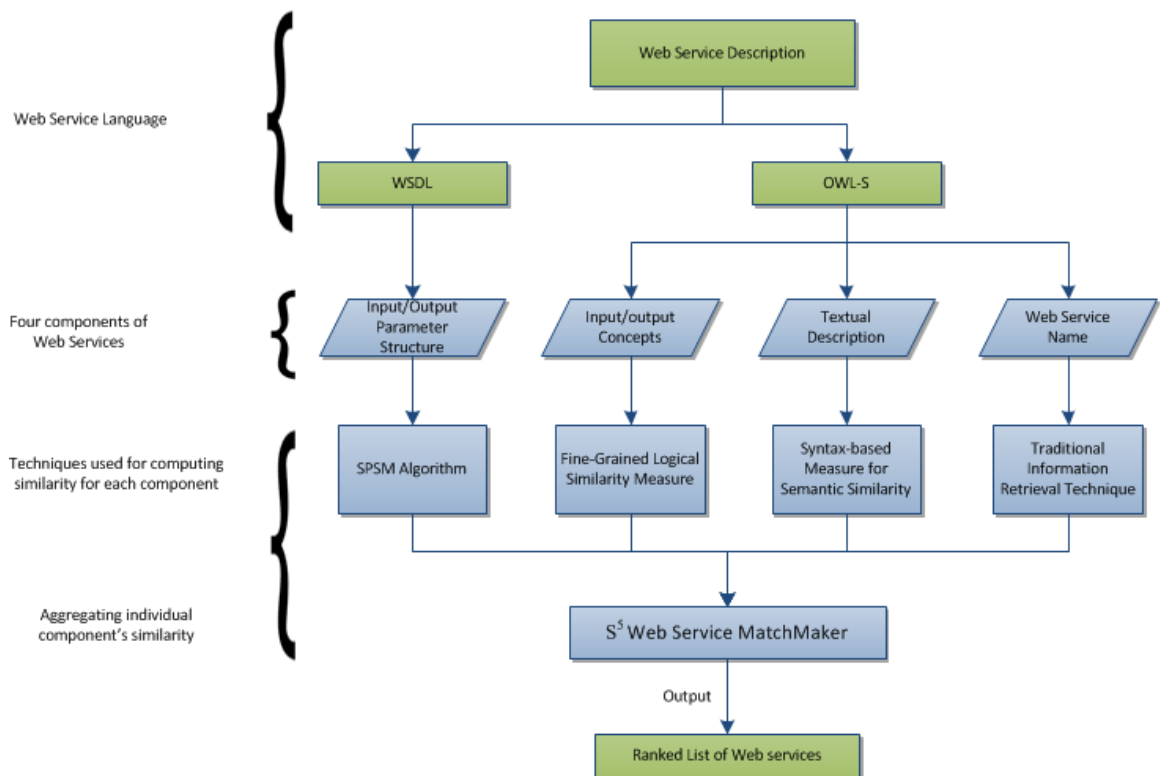 Web Service Description
Web Service Language
WSDL
OWL-S
Four components of
Web Services
Input/Output
Parameter
Structure
Input/output
Concepts
Textual
Description
Web Service
Name
Techniques used for computing
similarity for each component
SPSM Algorithm
Fine-Grained Logical
Similarity Measure
Syntax-based
Measure for
Semantic Similarity
Traditional
Information
Retrieval Technique
Aggregating individual
component's similarity
S⁵ Web Service MatchMaker
Output
Ranked List of Web services